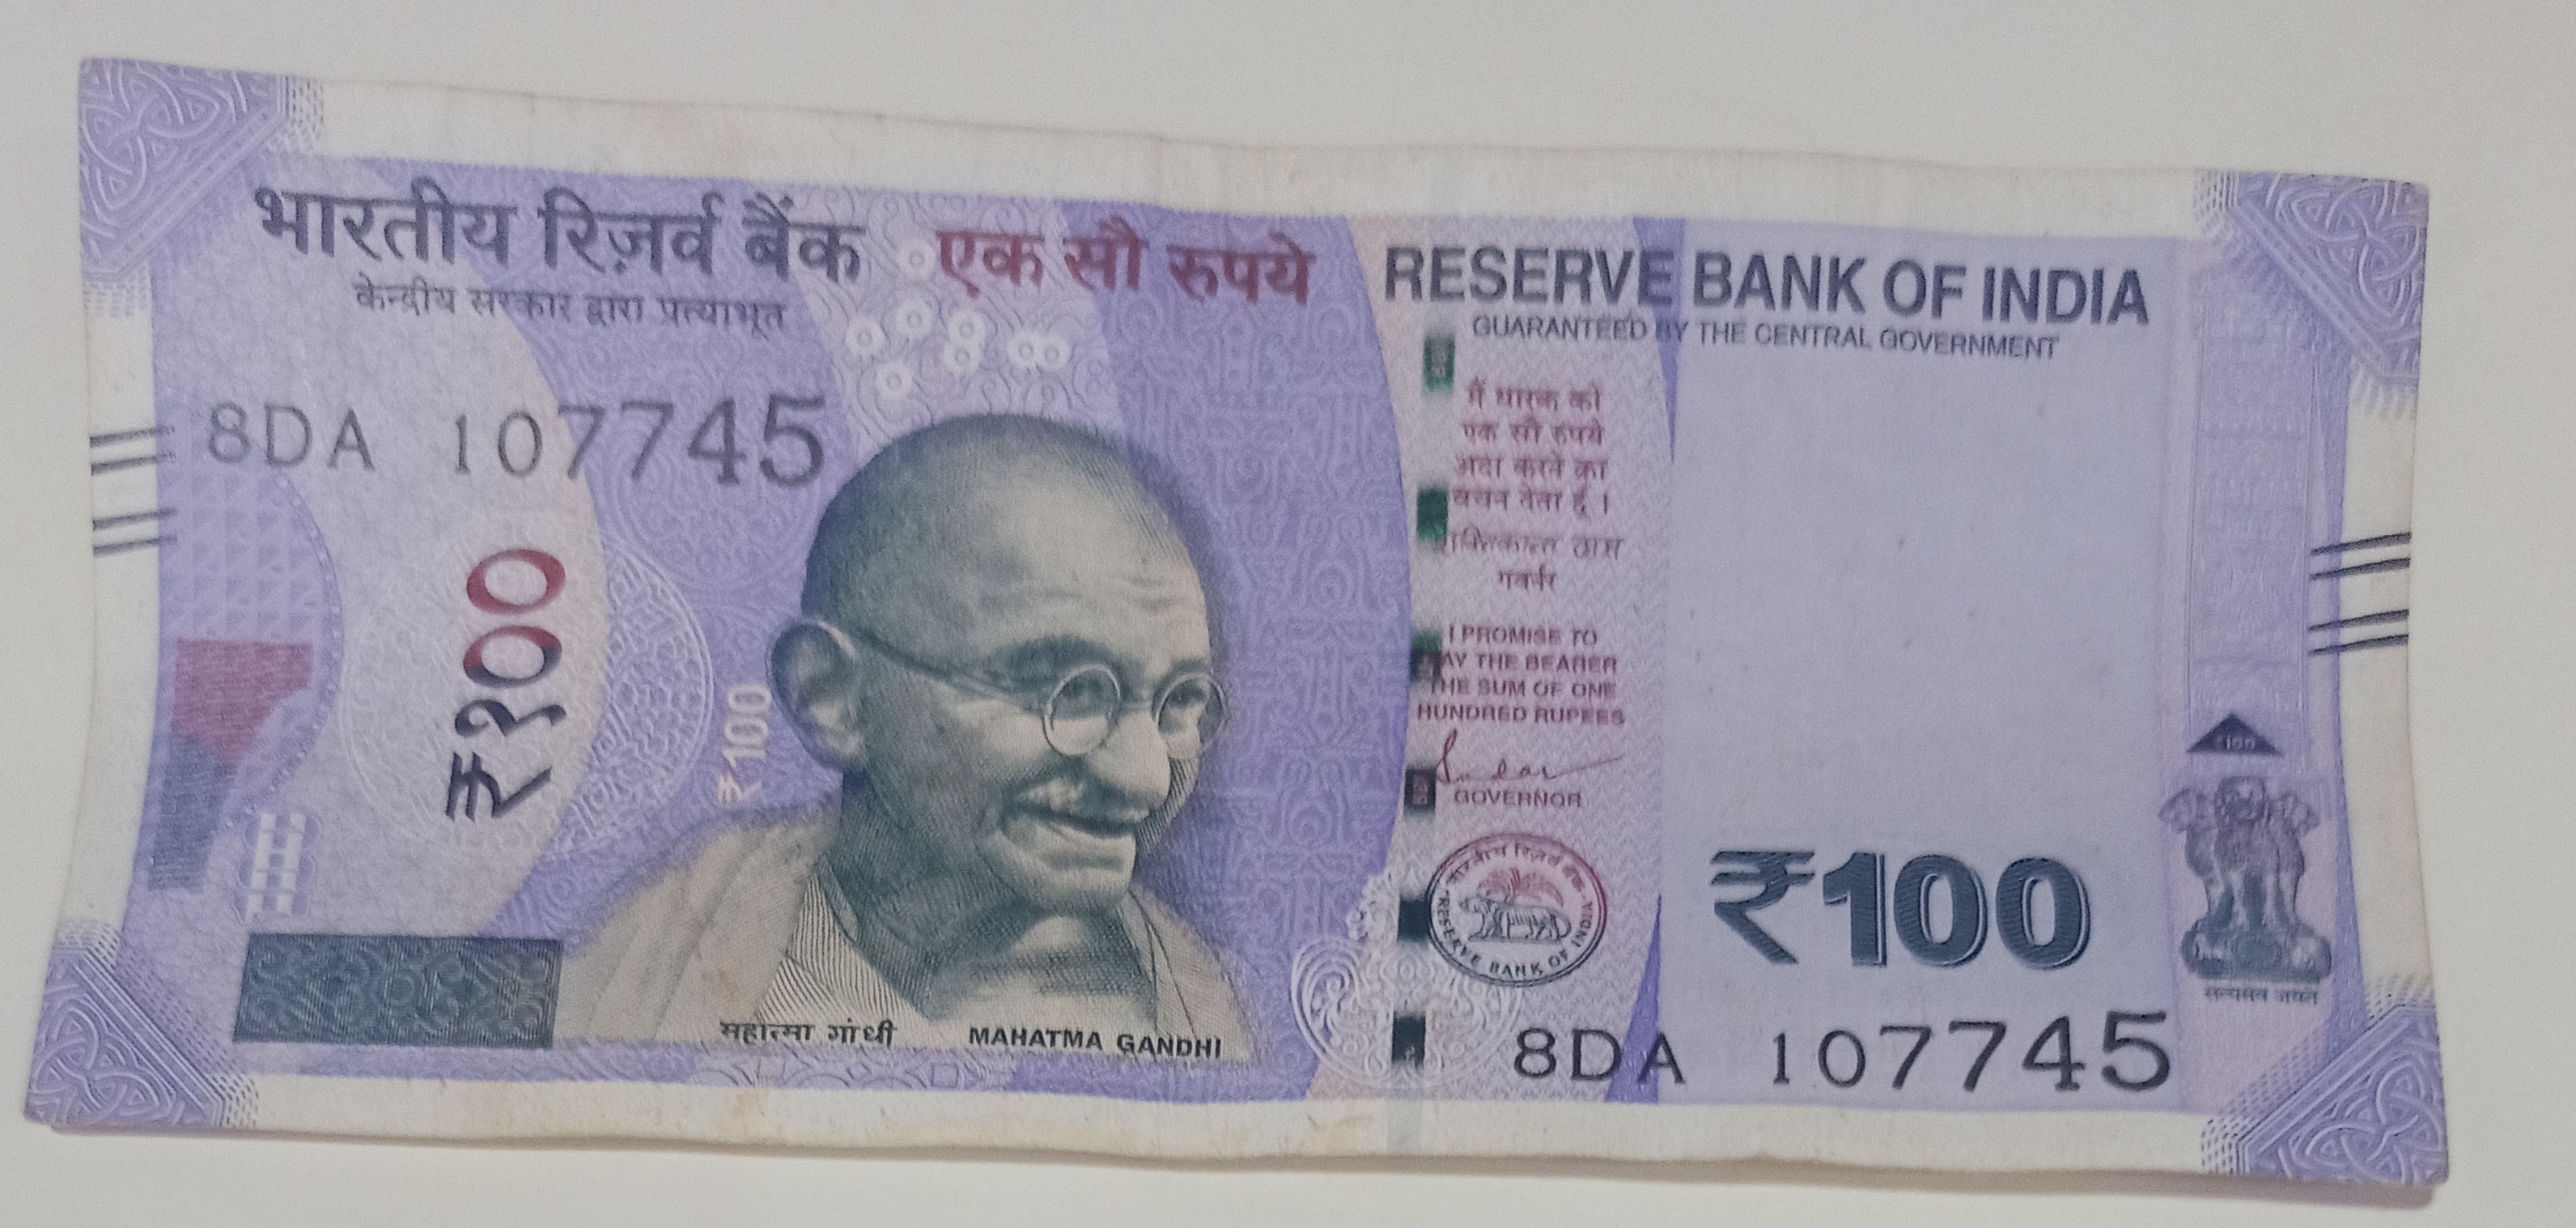 भारतीय रिज़र्व बैंक
केन्द्रीय सरकार द्वारा प्रत्याभूत
एक सौ रुपये
RESERVE BANK OF INDIA
GUARANTEED BY THE CENTRAL GOVERNMENT
8DA 107745
₹१००
₹100
मैं धारक को
एक सौ रुपये
अदा करने का
वचन देता हूँ।
शक्तिकान्त दास
गवर्नर
I PROMISE TO
PAY THE BEARER
THE SUM OF ONE
HUNDRED RUPEES
GOVERNOR
भारतीय रिज़र्व बैंक
RESERVE BANK OF INDIA
₹100
100
सत्यमेव जयते
महात्मा गांधी MAHATMA GANDHI
8DA 107745